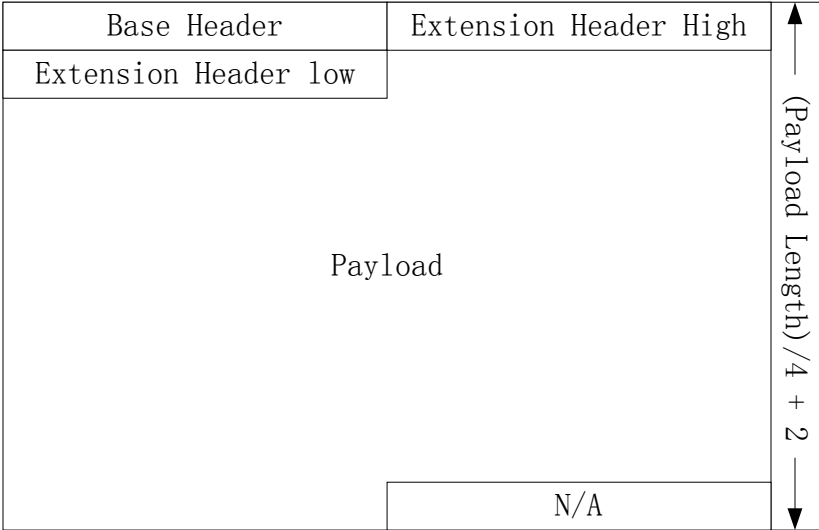 Base Header
Extension Header High
Extension Header low
Payload
N/A
(Payload Length)/4 + 2